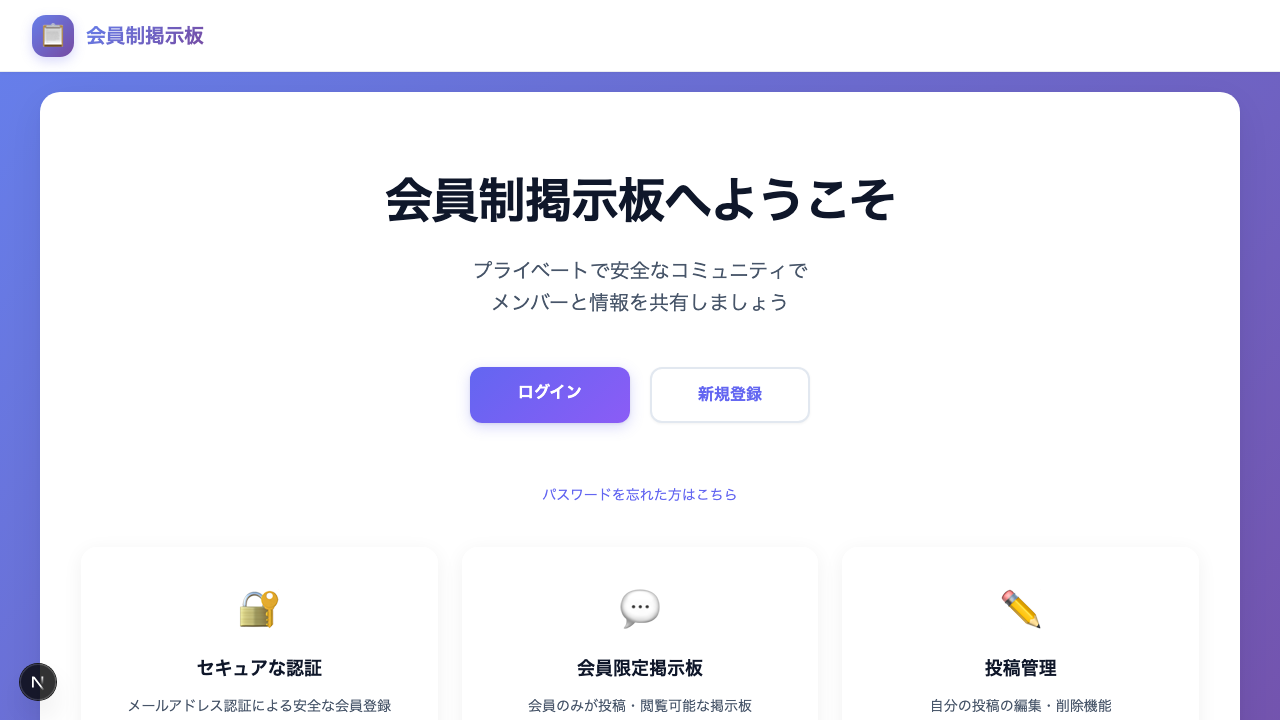 会員制掲示板
会員制掲示板へようこそ
プライベートで安全なコミュニティで
メンバーと情報を共有しましょう
ログイン
新規登録
パスワードを忘れた方はこちら
セキュアな認証
メールアドレス認証による安全な会員登録
会員限定掲示板
会員のみが投稿・閲覧可能な掲示板
投稿管理
自分の投稿の編集・削除機能
N